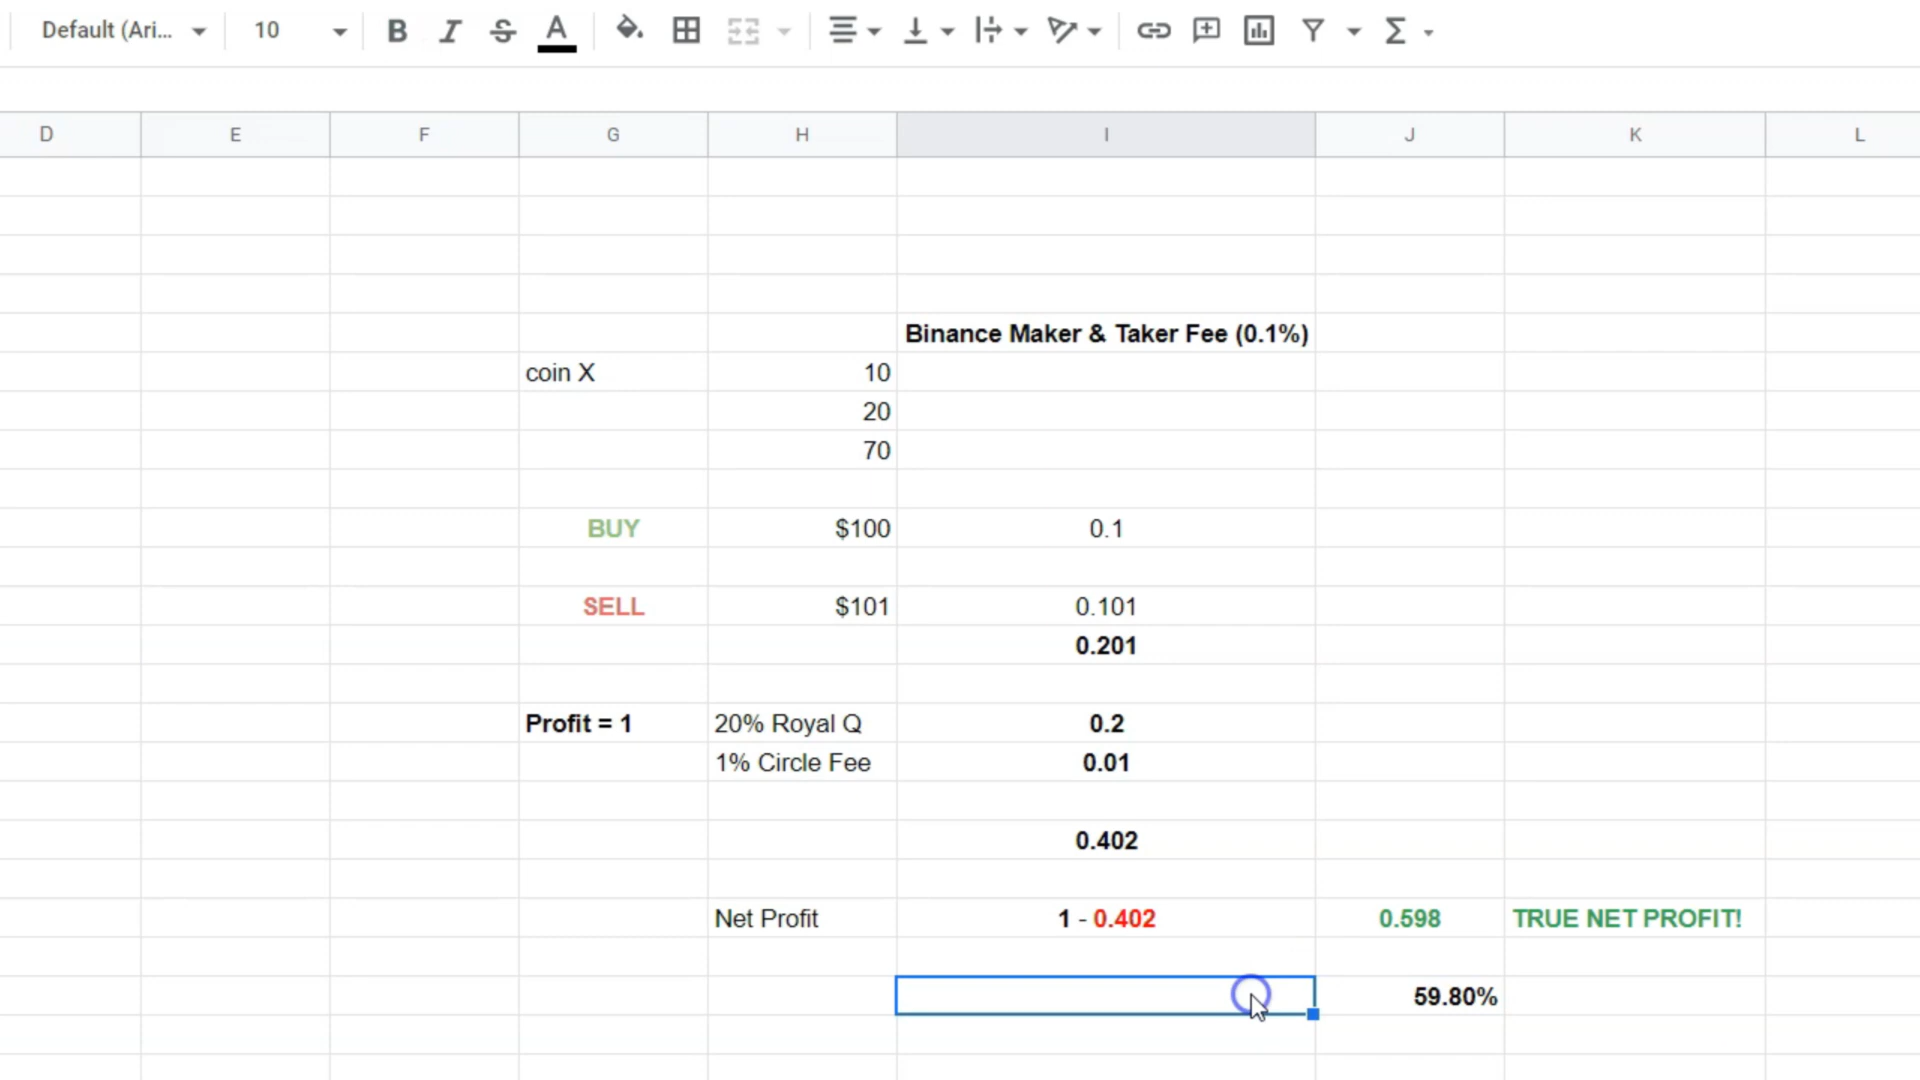 Default (Ari... 10 B I S A
D E F G H I J K L
Binance Maker & Taker Fee (0.1%)
coin X 10
20
70
BUY $100 0.1
SELL $101 0.101
0.201
Profit = 1 20% Royal Q 0.2
1% Circle Fee 0.01
0.402
Net Profit 1 - 0.402 0.598 TRUE NET PROFIT!
59.80%